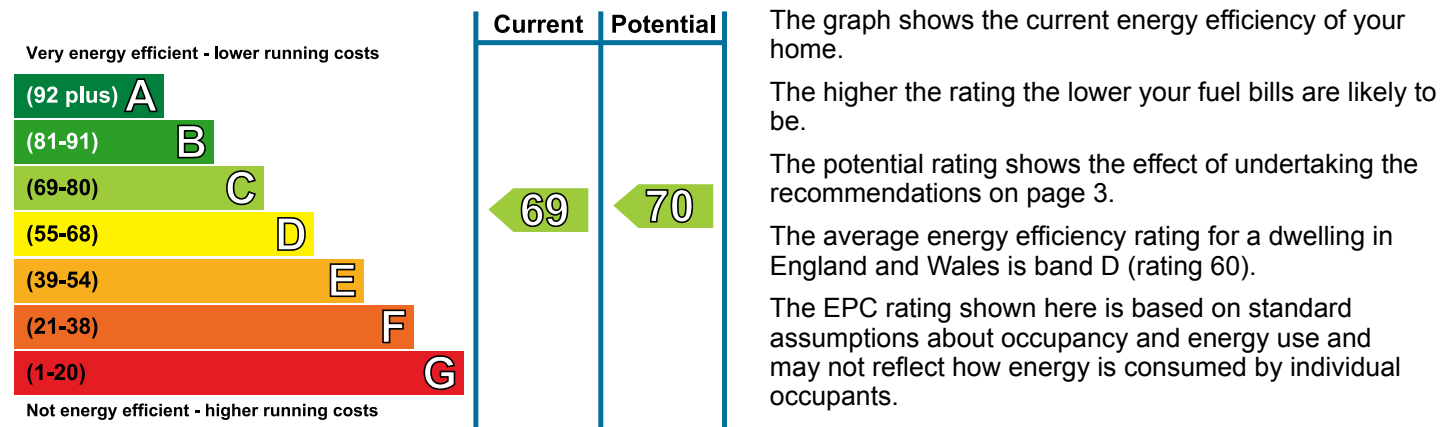 Current Potential
Very energy efficient - lower running costs
(92 plus) A
(81-91) B
(69-80) C
(55-68) D
(39-54) E
(21-38) F
(1-20) G
Not energy efficient - higher running costs
69 70
The graph shows the current energy efficiency of your
home.
The higher the rating the lower your fuel bills are likely to
be.
The potential rating shows the effect of undertaking the
recommendations on page 3.
The average energy efficiency rating for a dwelling in
England and Wales is band D (rating 60).
The EPC rating shown here is based on standard
assumptions about occupancy and energy use and
may not reflect how energy is consumed by individual
occupants.